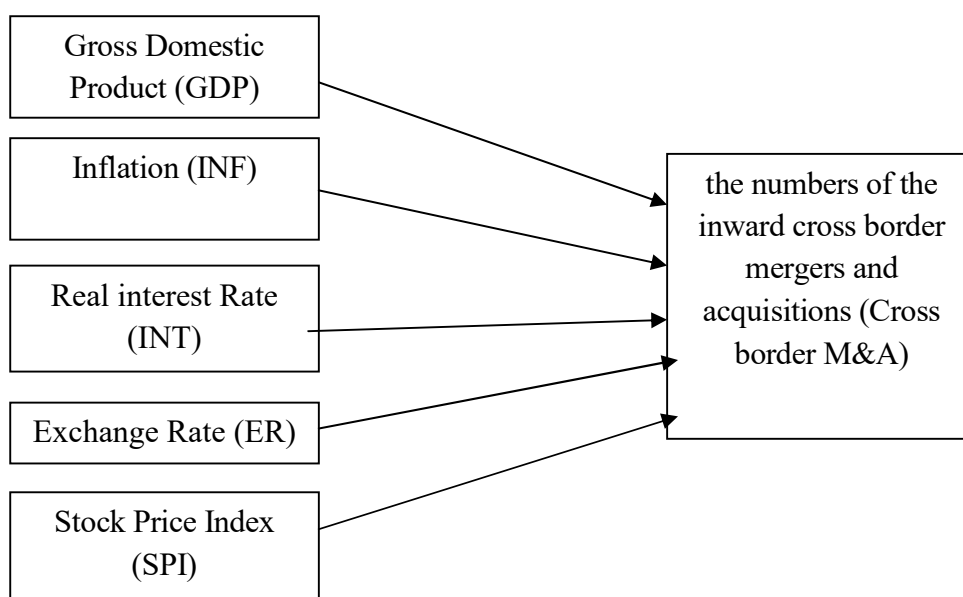 Gross Domestic
Product (GDP)
Inflation (INF)
Real interest Rate
(INT)
Exchange Rate (ER)
Stock Price Index
(SPI)
the numbers of the
inward cross border
mergers and
acquisitions (Cross
border M&A)